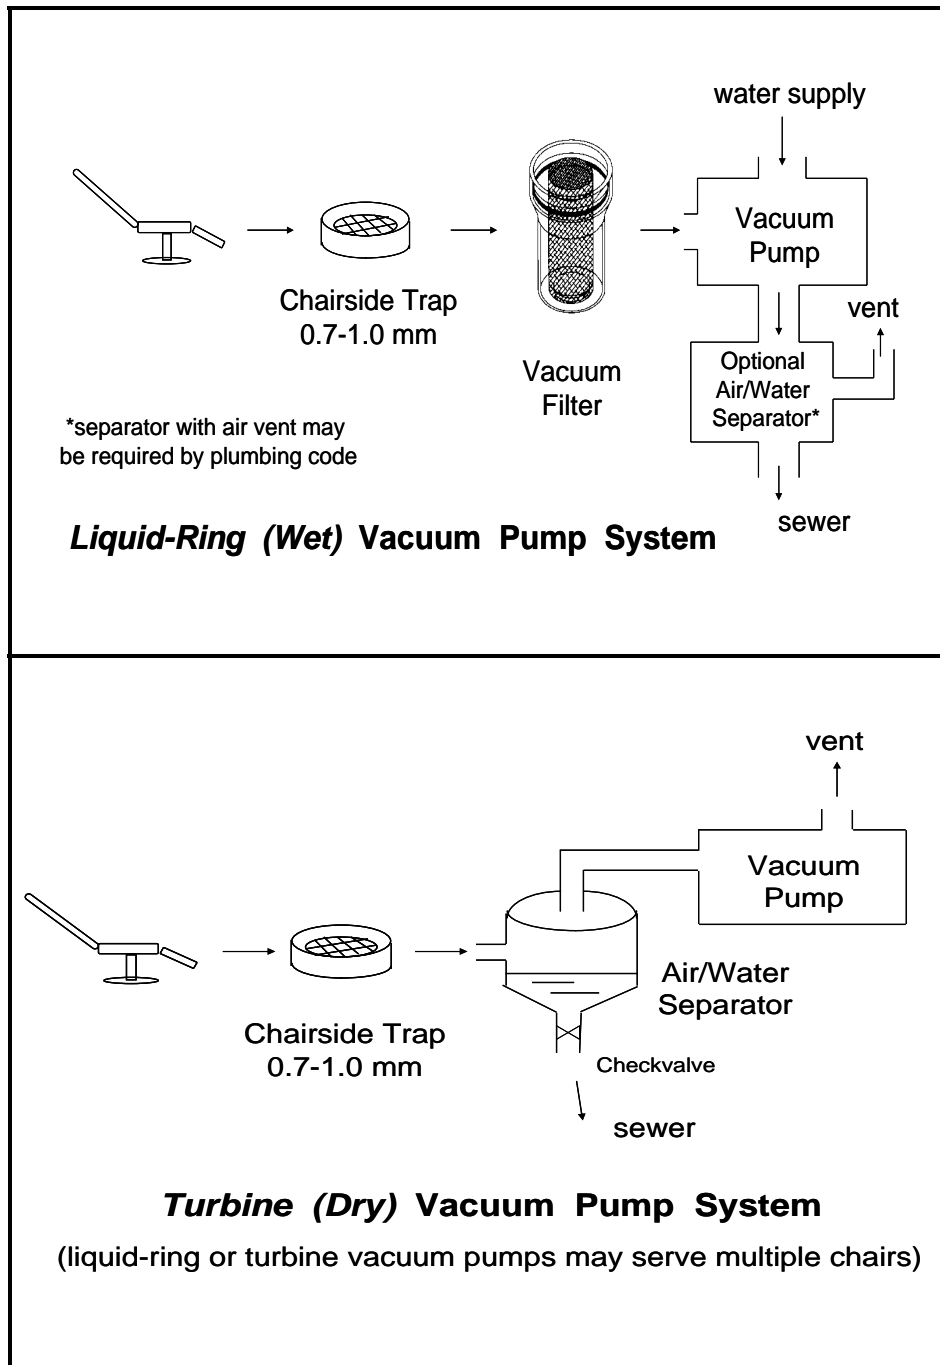 water supply
Vacuum
Pump
Chairside Trap
0.7-1.0 mm
vent
Vacuum
Filter
Optional
Air/Water
Separator*
*separator with air vent may
be required by plumbing code
sewer
Liquid-Ring (Wet) Vacuum Pump System
vent
Vacuum
Pump
Air/Water
Separator
Chairside Trap
0.7-1.0 mm
Checkvalve
sewer
Turbine (Dry) Vacuum Pump System
(liquid-ring or turbine vacuum pumps may serve multiple chairs)